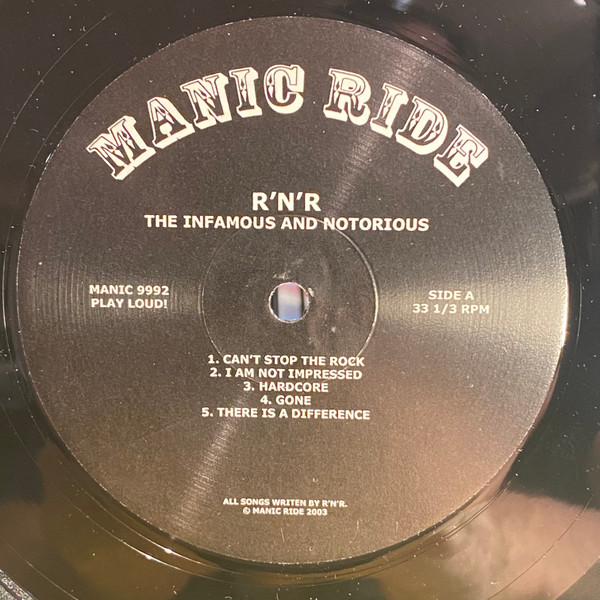 MANIC RIDE
R'N'R
THE INFAMOUS AND NOTORIOUS
MANIC 9992
PLAY LOUD!
SIDE A
33 1/3 RPM
1. CAN'T STOP THE ROCK
2. I AM NOT IMPRESSED
3. HARDCORE
4. GONE
5. THERE IS A DIFFERENCE
ALL SONGS WRITEN BY R'N'R.
© MANIC RIDE 2003